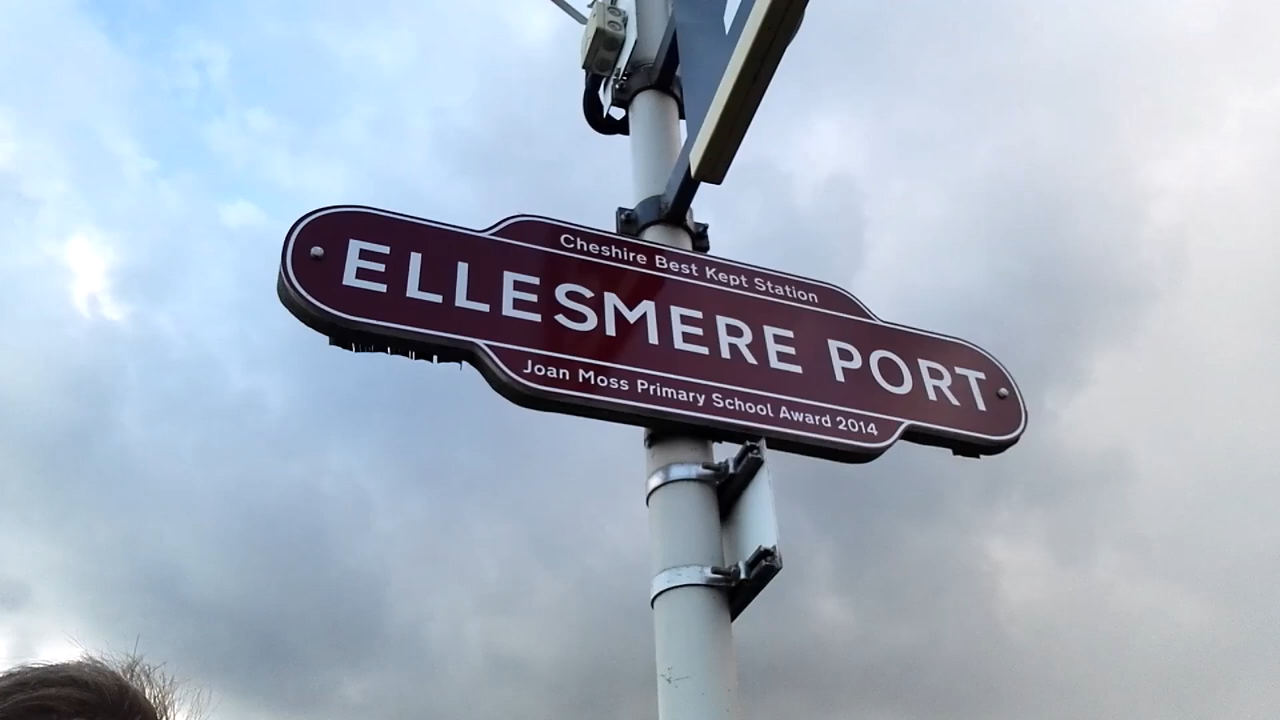 Cheshire Best Kept Station
ELLESMERE PORT
Joan Moss Primary School Award 2014